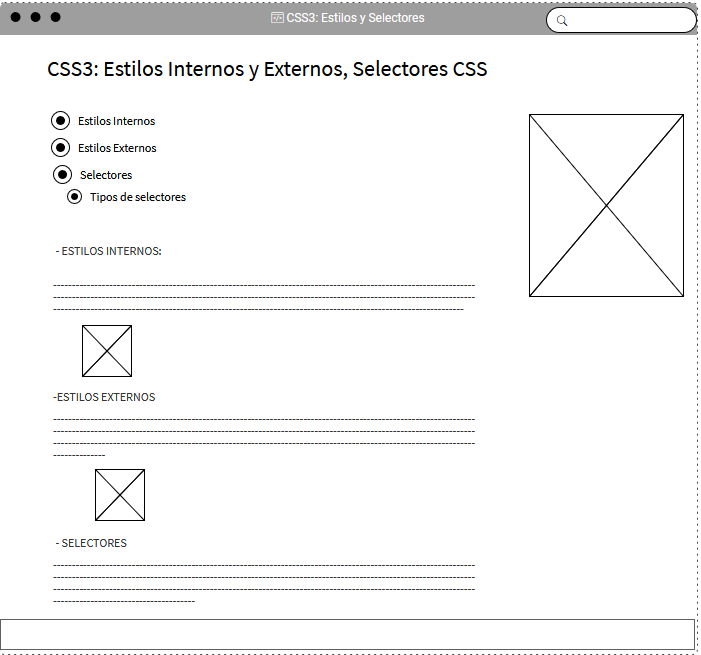 CSS3: Estilos y Selectores
CSS3: Estilos Internos y Externos, Selectores CSS
Estilos Internos
Estilos Externos
Selectores
Tipos de selectores
- ESTILOS INTERNOS:
-ESTILOS EXTERNOS
- SELECTORES